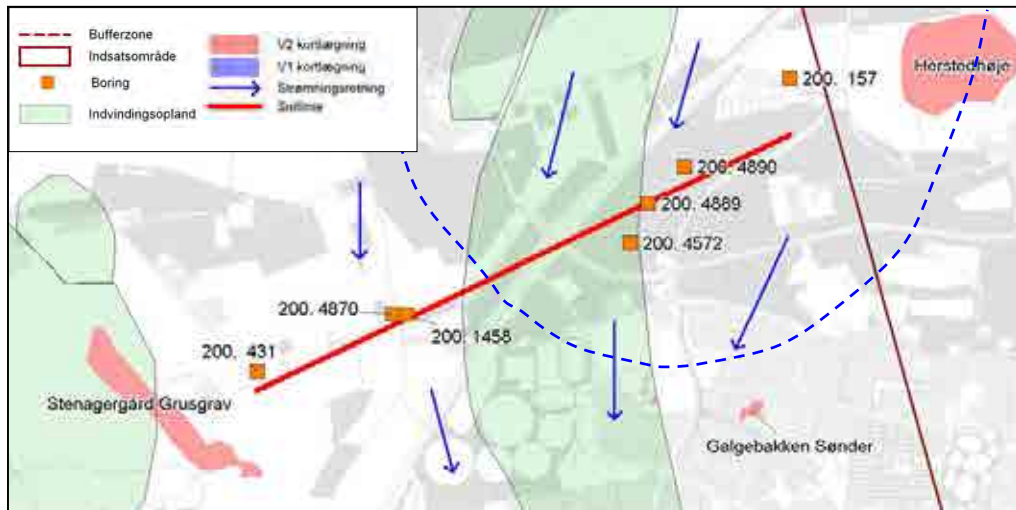 Bufferzone
Indsatsområde
Boring
Indvindingsopland
V2 kortlægning
V1 kortlægning
Strømningsretning
Snitlinie
Herstedhøje
200. 157
200. 4890
200. 4889
200. 4572
200. 4870
200. 1458
200. 431
Stenagergård Grusgrav
Galgebakken Sønder